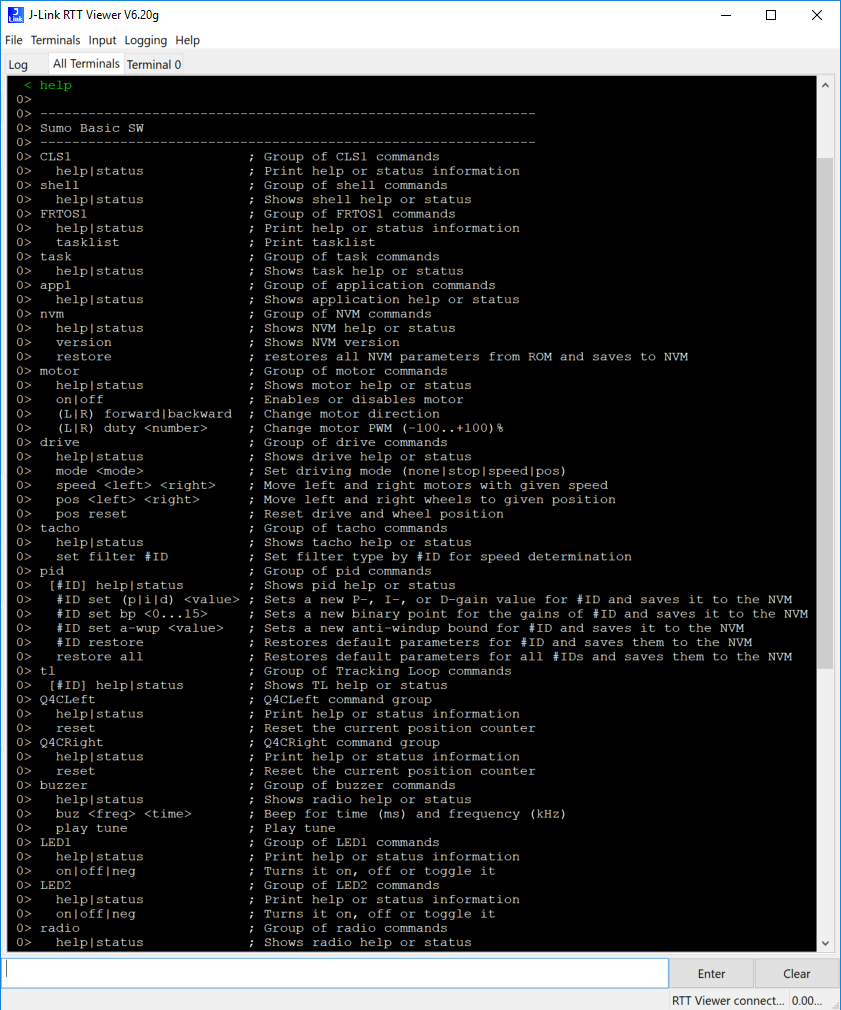 J-Link RTT Viewer V6.20g
File Terminals Input Logging Help
Log All Terminals Terminal 0
< help
0>
0> --------------------------------------------------------------
0> Sumo Basic SW
0> --------------------------------------------------------------
0> CLS1 ; Group of CLS1 commands
0> help|status ; Print help or status information
0> shell ; Group of shell commands
0> help|status ; Shows shell help or status
0> FRTOS1 ; Group of FRTOS1 commands
0> help|status ; Print help or status information
0> tasklist ; Print tasklist
0> task ; Group of task commands
0> help|status ; Shows task help or status
0> appl ; Group of application commands
0> help|status ; Shows application help or status
0> nvm ; Group of NVM commands
0> help|status ; Shows NVM help or status
0> version ; Shows NVM version
0> restore ; restores all NVM parameters from ROM and saves to NVM
0> motor ; Group of motor commands
0> help|status ; Shows motor help or status
0> on|off ; Enables or disables motor
0> (L|R) forward|backward ; Change motor direction
0> (L|R) duty <number> ; Change motor PWM (-100..+100)%
0> drive ; Group of drive commands
0> help|status ; Shows drive help or status
0> mode <mode> ; Set driving mode (none|stop|speed|pos)
0> speed <left> <right> ; Move left and right motors with given speed
0> pos <left> <right> ; Move left and right wheels to given position
0> pos reset ; Reset drive and wheel position
0> tacho ; Group of tacho commands
0> help|status ; Shows tacho help or status
0> set filter #ID ; Set filter type by #ID for speed determination
0> pid ; Group of pid commands
0> [#ID] help|status ; Shows pid help or status
0> #ID set (p|i|d) <value> ; Sets a new P-, I-, or D-gain value for #ID and saves it to the NVM
0> #ID set bp <0...15> ; Sets a new binary point for the gains of #ID and saves it to the NVM
0> #ID set a-wup <value> ; Sets a new anti-windup bound for #ID and saves it to the NVM
0> #ID restore ; Restores default parameters for #ID and saves them to the NVM
0> restore all ; Restores default parameters for all #IDs and saves them to the NVM
0> tl ; Group of Tracking Loop commands
0> [#ID] help|status ; Shows TL help or status
0> Q4CLeft ; Q4CLeft command group
0> help|status ; Print help or status information
0> reset ; Reset the current position counter
0> Q4CRight ; Q4CRight command group
0> help|status ; Print help or status information
0> reset ; Reset the current position counter
0> buzzer ; Group of buzzer commands
0> help|status ; Shows radio help or status
0> buz <freq> <time> ; Beep for time (ms) and frequency (kHz)
0> play tune ; Play tune
0> LED1 ; Group of LED1 commands
0> help|status ; Print help or status information
0> on|off|neg ; Turns it on, off or toggle it
0> LED2 ; Group of LED2 commands
0> help|status ; Print help or status information
0> on|off|neg ; Turns it on, off or toggle it
0> radio ; Group of radio commands
0> help|status ; Shows radio help or status
Enter Clear
RTT Viewer connect... 0.00...